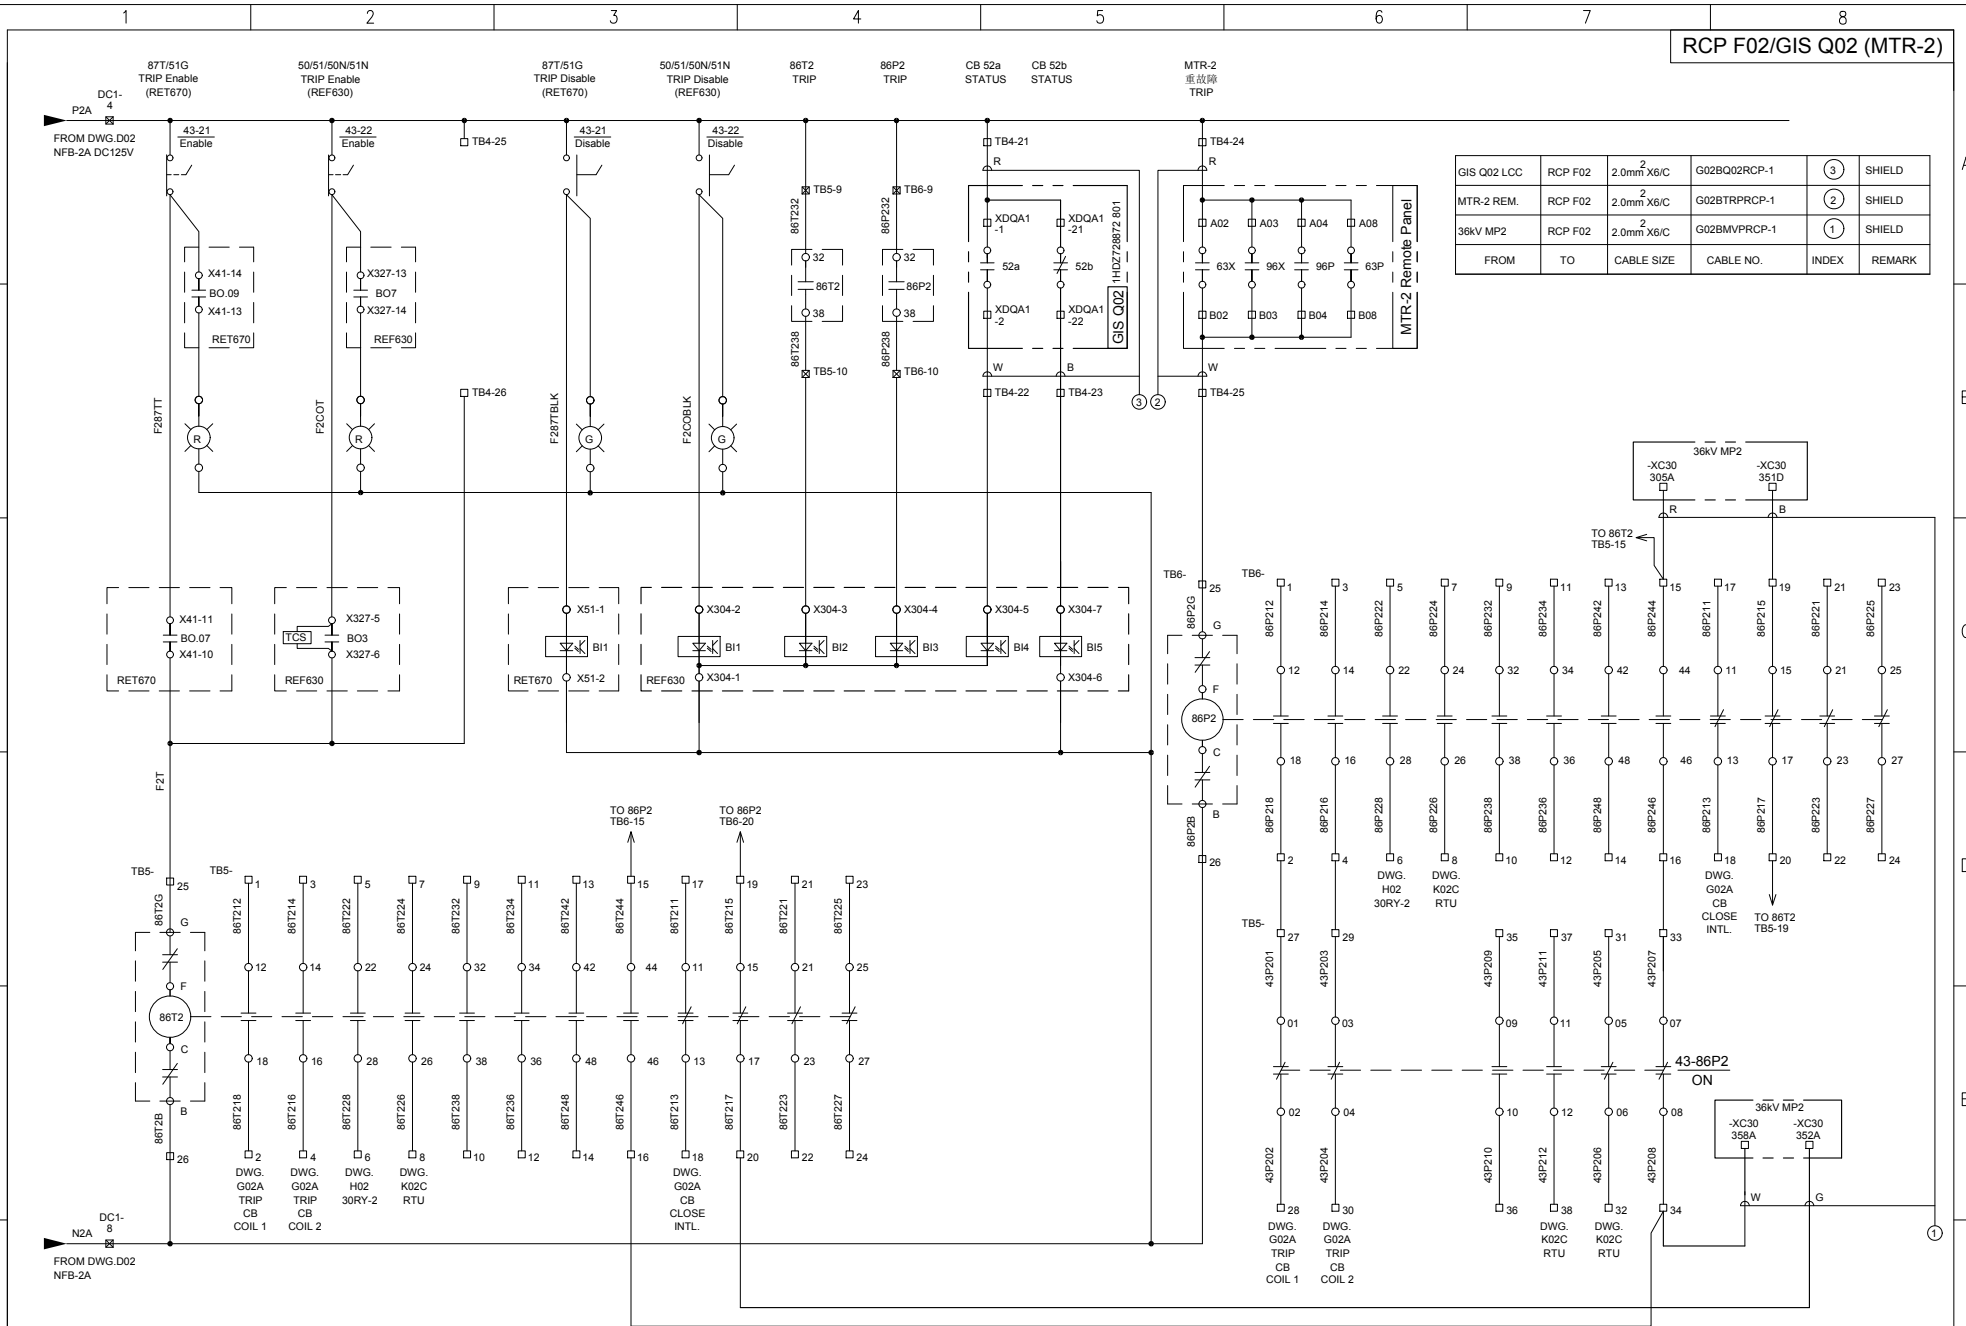 1 2 3 4 5 6 7 8
RCP F02/GIS Q02 (MTR-2)
87T/51G
TRIP Enable
(RET670)
50/51/50N/51N
TRIP Enable
(REF630)
87T/51G
TRIP Disable
(RET670)
50/51/50N/51N
TRIP Disable
(REF630)
86T2
TRIP
86P2
TRIP
CB 52a
STATUS
CB 52b
STATUS
MTR-2
重故障
TRIP
P2A
DC1-
4
FROM DWG.D02
NFB-2A DC125V
43-21
Enable
43-22
Enable
TB4-25
43-21
Disable
43-22
Disable
TB4-21
TB4-24
R
R
TB5-9
TB6-9
86T232
86P232
X41-14
BO.09
X41-13
RET670
X327-13
BO7
X327-14
REF630
32
86T2
38
32
86P2
38
XDQA1
-1
52a
XDQA1
-2
XDQA1
-21
52b
XDQA1
-22
GIS Q02
1HDZ728872 801
A02 A03 A04 A08
63X 96X 96P 63P
B02 B03 B04 B08
MTR-2 Remote Panel
GIS Q02 LCC RCP F02 2.0mm2 X6/C G02BQ02RCP-1 3 SHIELD
MTR-2 REM. RCP F02 2.0mm2 X6/C G02BTRPRCP-1 2 SHIELD
36kV MP2 RCP F02 2.0mm2 X6/C G02BMVPRCP-1 1 SHIELD
FROM TO CABLE SIZE CABLE NO. INDEX REMARK
86T238
86P238
TB5-10
TB6-10
W B W
TB4-26
TB4-22
TB4-23
3 2
TB4-25
F287TT
F2COT
F287TBLK
F2COBLK
R R G G
36kV MP2
-XC30
305A
-XC30
351D
R B
TO 86T2
TB5-15
X41-11
BO.07
X41-10
RET670
X327-5
TCS
BO3
X327-6
REF630
X51-1
BI1
X51-2
RET670
X304-2 X304-3 X304-4 X304-5 X304-7
BI1 BI2 BI3 BI4 BI5
REF630
X304-1
X304-6
TB6-
25
86P2G
G
F
86P2
C
B
86P2B
26
TB6-
1 3 5 7 9 11 13 15 17 19 21 23
86P212 86P214 86P222 86P224 86P232 86P234 86P242 86P244 86P211 86P215 86P221 86P225
12 14 22 24 32 34 42 44 11 15 21 25
18 16 28 26 38 36 48 46 13 17 23 27
86P218 86P216 86P228 86P226 86P238 86P236 86P248 86P246 86P213 86P217 86P223 86P227
2 4 6 8 10 12 14 16 18 20 22 24
DWG.
H02
30RY-2
DWG.
K02C
RTU
DWG.
G02A
CB
CLOSE
INTL.
TO 86T2
TB5-19
F2T
TO 86P2
TB6-15
TO 86P2
TB6-20
TB5-
25
86T2G
G
F
86T2
C
B
86T2B
26
TB5-
1 3 5 7 9 11 13 15 17 19 21 23
86T212 86T214 86T222 86T224 86T232 86T234 86T242 86T244 86T211 86T215 86T221 86T225
12 14 22 24 32 34 42 44 11 15 21 25
18 16 28 26 38 36 48 46 13 17 23 27
86T218 86T216 86T228 86T226 86T238 86T236 86T248 86T246 86T213 86T217 86T223 86T227
2 4 6 8 10 12 14 16 18 20 22 24
DWG.
G02A
TRIP
CB
COIL 1
DWG.
G02A
TRIP
CB
COIL 2
DWG.
H02
30RY-2
DWG.
K02C
RTU
DWG.
G02A
CB
CLOSE
INTL.
TB5-
27 29 35 37 31 33
43P201 43P203 43P209 43P211 43P205 43P207
01 03 09 11 05 07
43-86P2
ON
02 04 10 12 06 08
43P202 43P204 43P210 43P212 43P206 43P208
28 30 36 38 32 34
DWG.
G02A
TRIP
CB
COIL 1
DWG.
G02A
TRIP
CB
COIL 2
DWG.
K02C
RTU
DWG.
K02C
RTU
36kV MP2
-XC30
358A
-XC30
352A
W G
1
N2A
DC1-
8
FROM DWG.D02
NFB-2A